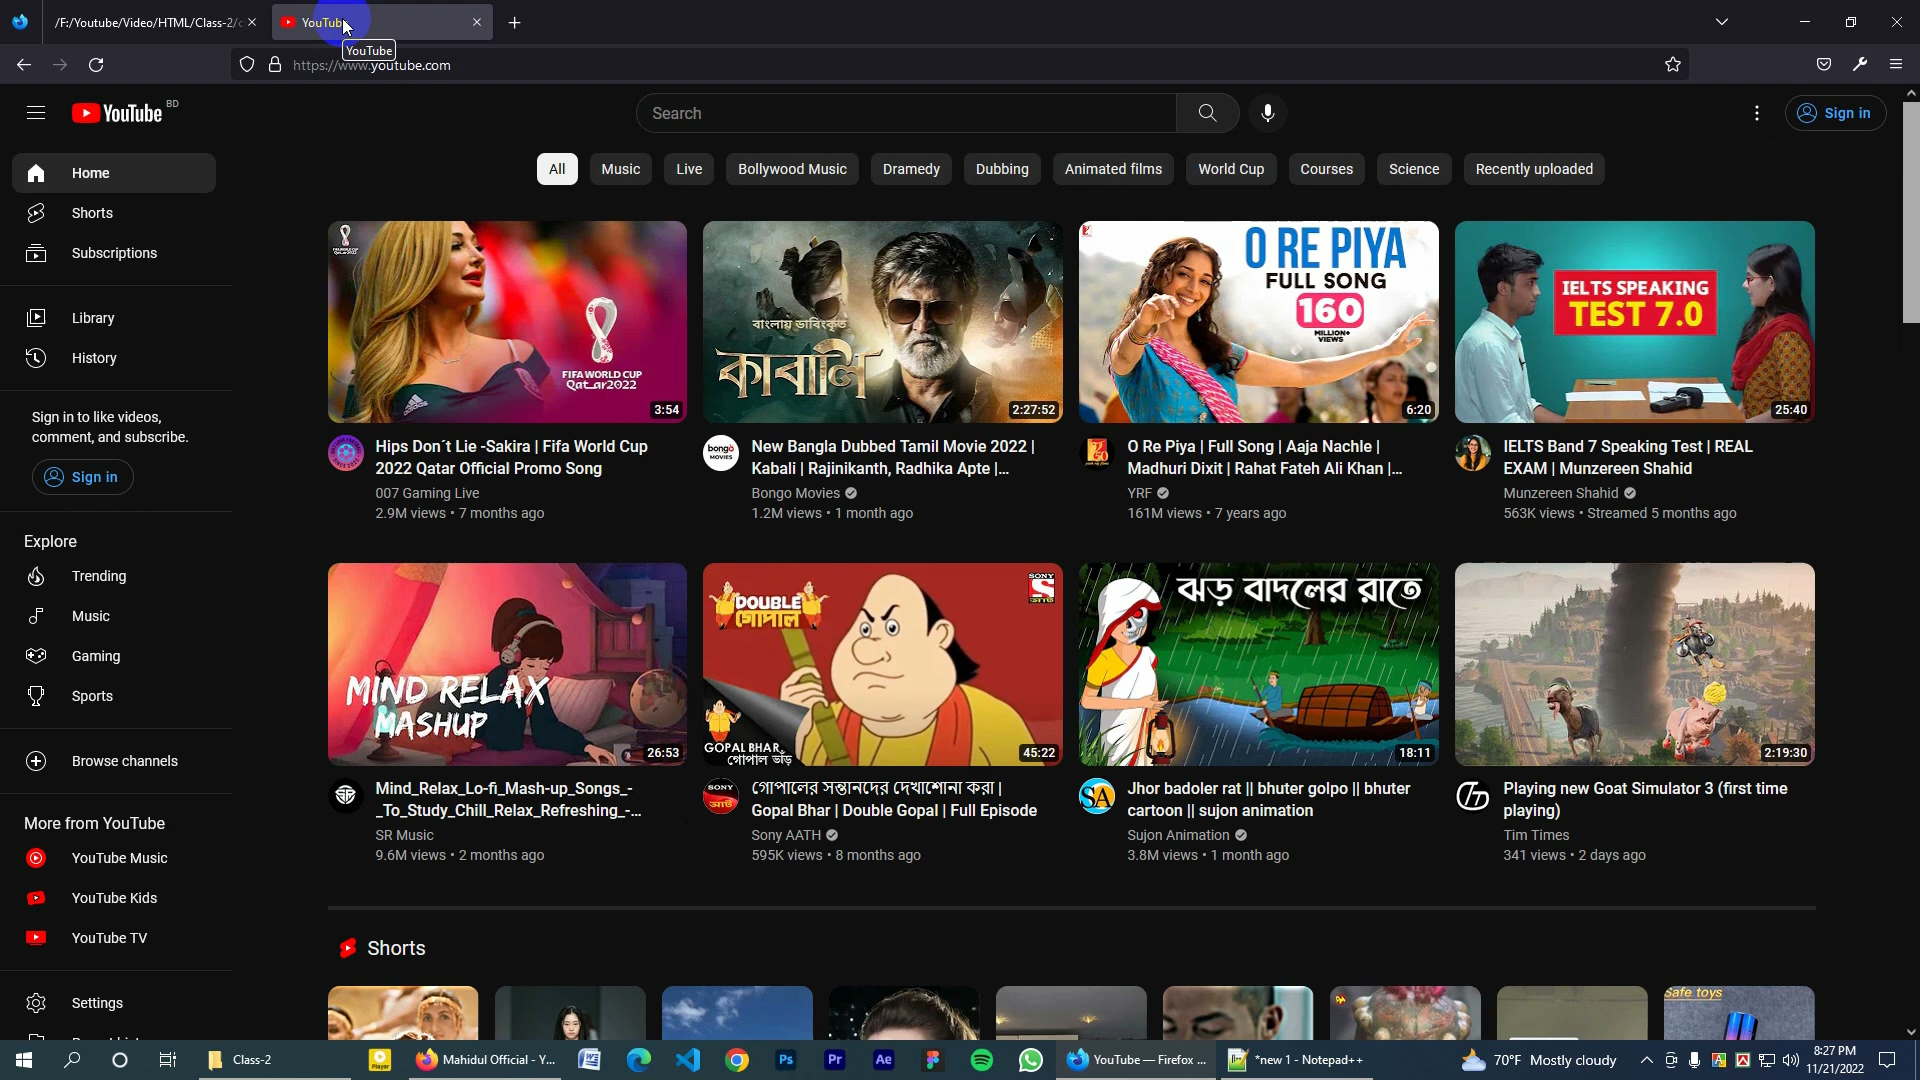 /F:/Youtube/Video/HTML/Class-2/
YouTube
YouTube
https://www.youtube.com
YouTube BD
Search
Sign in
Home
Shorts
Subscriptions
Library
History
Sign in to like videos,
comment, and subscribe.
Sign in
Explore
Trending
Music
Gaming
Sports
Browse channels
More from YouTube
YouTube Music
YouTube Kids
YouTube TV
Settings
All
Music
Live
Bollywood Music
Dramedy
Dubbing
Animated films
World Cup
Courses
Science
Recently uploaded
FIFA WORLD CUP
Qat_ar2022
3:54
বাংলায় ডাবিংকৃত
কাবালি
2:27:52
O RE PIYA
FULL SONG
160
MILLION+
VIEWS
6:20
IELTS SPEAKING
TEST 7.0
25:40
Hips Don´t Lie -Sakira | Fifa World Cup
2022 Qatar Official Promo Song
007 Gaming Live
2.9M views • 7 months ago
bongo
MOVIES
New Bangla Dubbed Tamil Movie 2022 |
Kabali | Rajinikanth, Radhika Apte |...
Bongo Movies
1.2M views • 1 month ago
O Re Piya | Full Song | Aaja Nachle |
Madhuri Dixit | Rahat Fateh Ali Khan |...
YRF
161M views • 7 years ago
IELTS Band 7 Speaking Test | REAL
EXAM | Munzereen Shahid
Munzereen Shahid
563K views • Streamed 5 months ago
MIND RELAX
MASHUP
26:53
DOUBLE
গোপাল
SONY
S
আট
GOPAL BHAR
গোপাল ভাঁড়
45:22
ঝড় বাদলের রাতে
18:11
2:19:30
Mind_Relax_Lo-fi_Mash-up_Songs_-
_To_Study_Chill_Relax_Refreshing_-...
SR Music
9.6M views • 2 months ago
SONY
আট
গোপালের সন্তানদের দেখাশোনা করা |
Gopal Bhar | Double Gopal | Full Episode
Sony AATH
595K views • 8 months ago
SA
Jhor badoler rat || bhuter golpo || bhuter
cartoon || sujon animation
Sujon Animation
3.8M views • 1 month ago
Playing new Goat Simulator 3 (first time
playing)
Tim Times
341 views • 2 days ago
Shorts
Safe toys
Class-2
Player
Mahidul Official - Y...
Ps
Pr
Ae
YouTube — Firefox ...
*new 1 - Notepad++
70°F Mostly cloudy
8:27 PM
11/21/2022